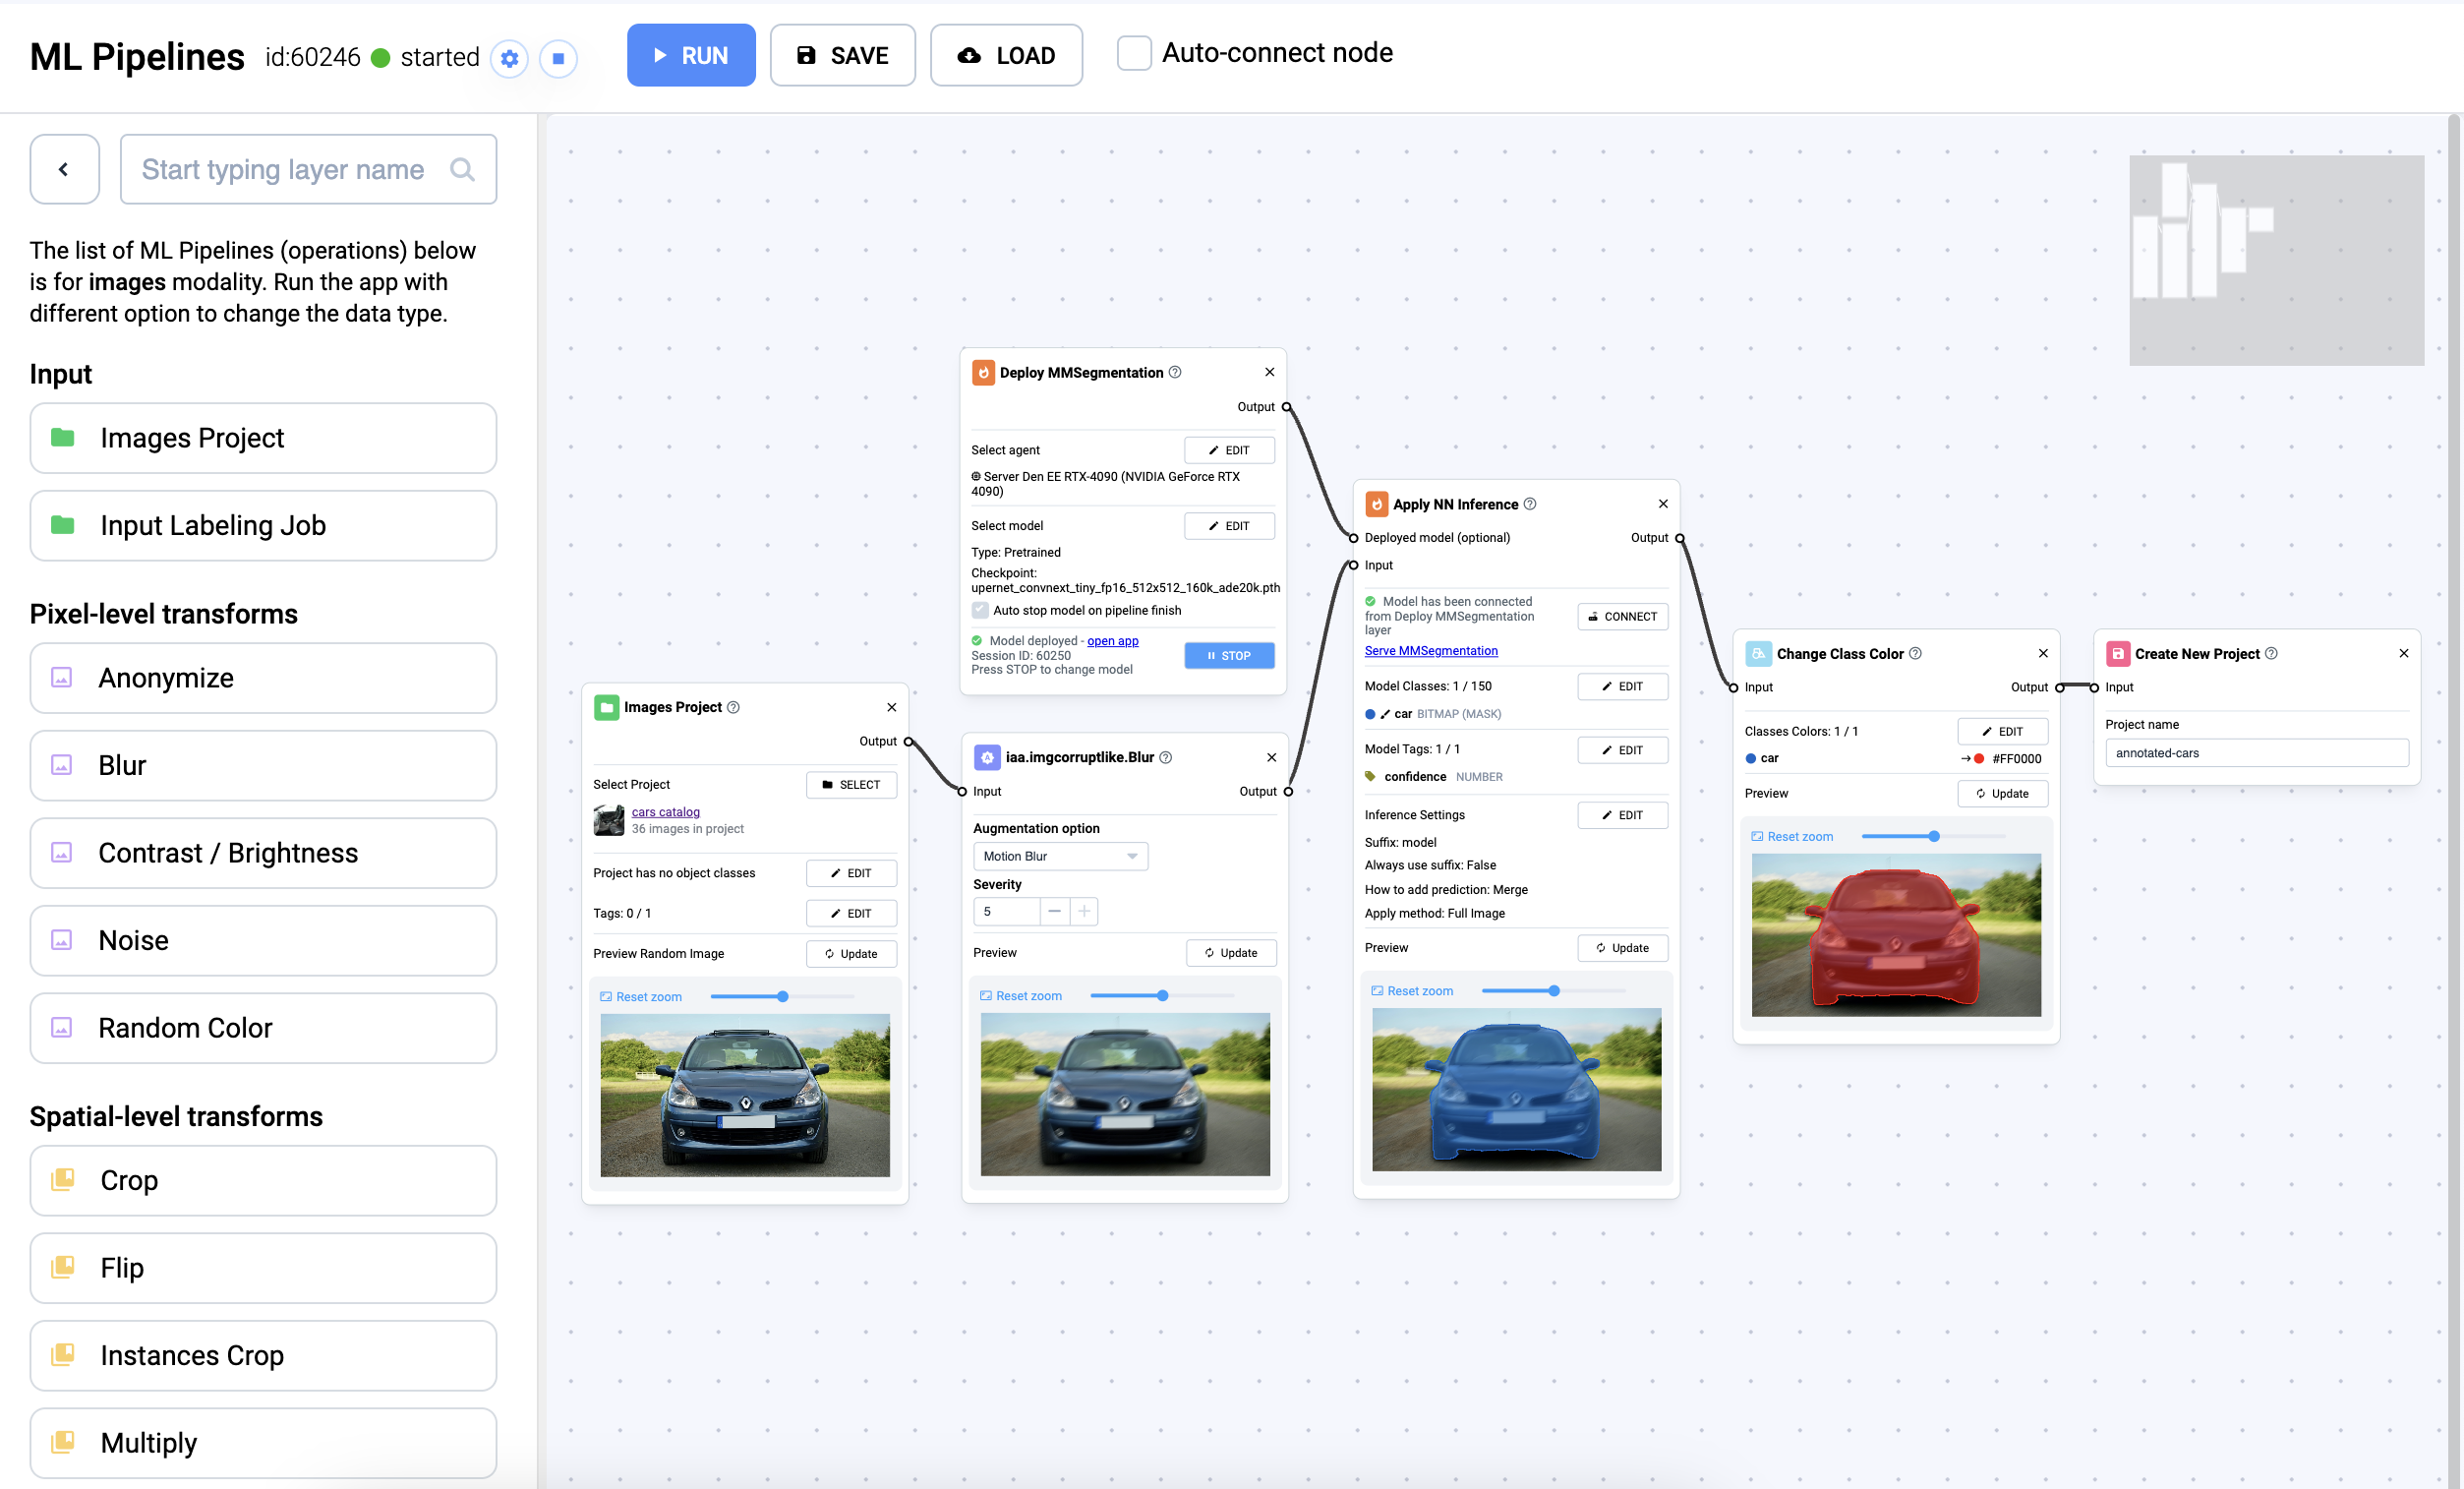 ML Pipelines id:60246 started RUN SAVE LOAD Auto-connect node
Start typing layer name
The list of ML Pipelines (operations) below
is for images modality. Run the app with
different option to change the data type.
Input
Images Project
Input Labeling Job
Pixel-level transforms
Anonymize
Blur
Contrast / Brightness
Noise
Random Color
Spatial-level transforms
Crop
Flip
Instances Crop
Multiply
Images Project
Output
Select Project SELECT
cars catalog
36 images in project
Project has no object classes EDIT
Tags: 0 / 1 EDIT
Preview Random Image Update
Reset zoom
Deploy MMSegmentation
Output
Select agent EDIT
Server Den EE RTX-4090 (NVIDIA GeForce RTX
4090)
Select model EDIT
Type: Pretrained
Checkpoint:
upernet_convnext_tiny_fp16_512x512_160k_ade20k.pth
Auto stop model on pipeline finish
Model deployed - open app
Session ID: 60250
Press STOP to change model
STOP
iaa.imgcorruptlike.Blur
Input Output
Augmentation option
Motion Blur
Severity
5
Preview Update
Reset zoom
Apply NN Inference
Deployed model (optional) Output
Input
Model has been connected
from Deploy MMSegmentation
layer
CONNECT
Serve MMSegmentation
Model Classes: 1 / 150 EDIT
car BITMAP (MASK)
Model Tags: 1 / 1 EDIT
confidence NUMBER
Inference Settings EDIT
Suffix: model
Always use suffix: False
How to add prediction: Merge
Apply method: Full Image
Preview Update
Reset zoom
Change Class Color
Input Output
Classes Colors: 1 / 1 EDIT
car → #FF0000
Preview Update
Reset zoom
Create New Project
Input
Project name
annotated-cars